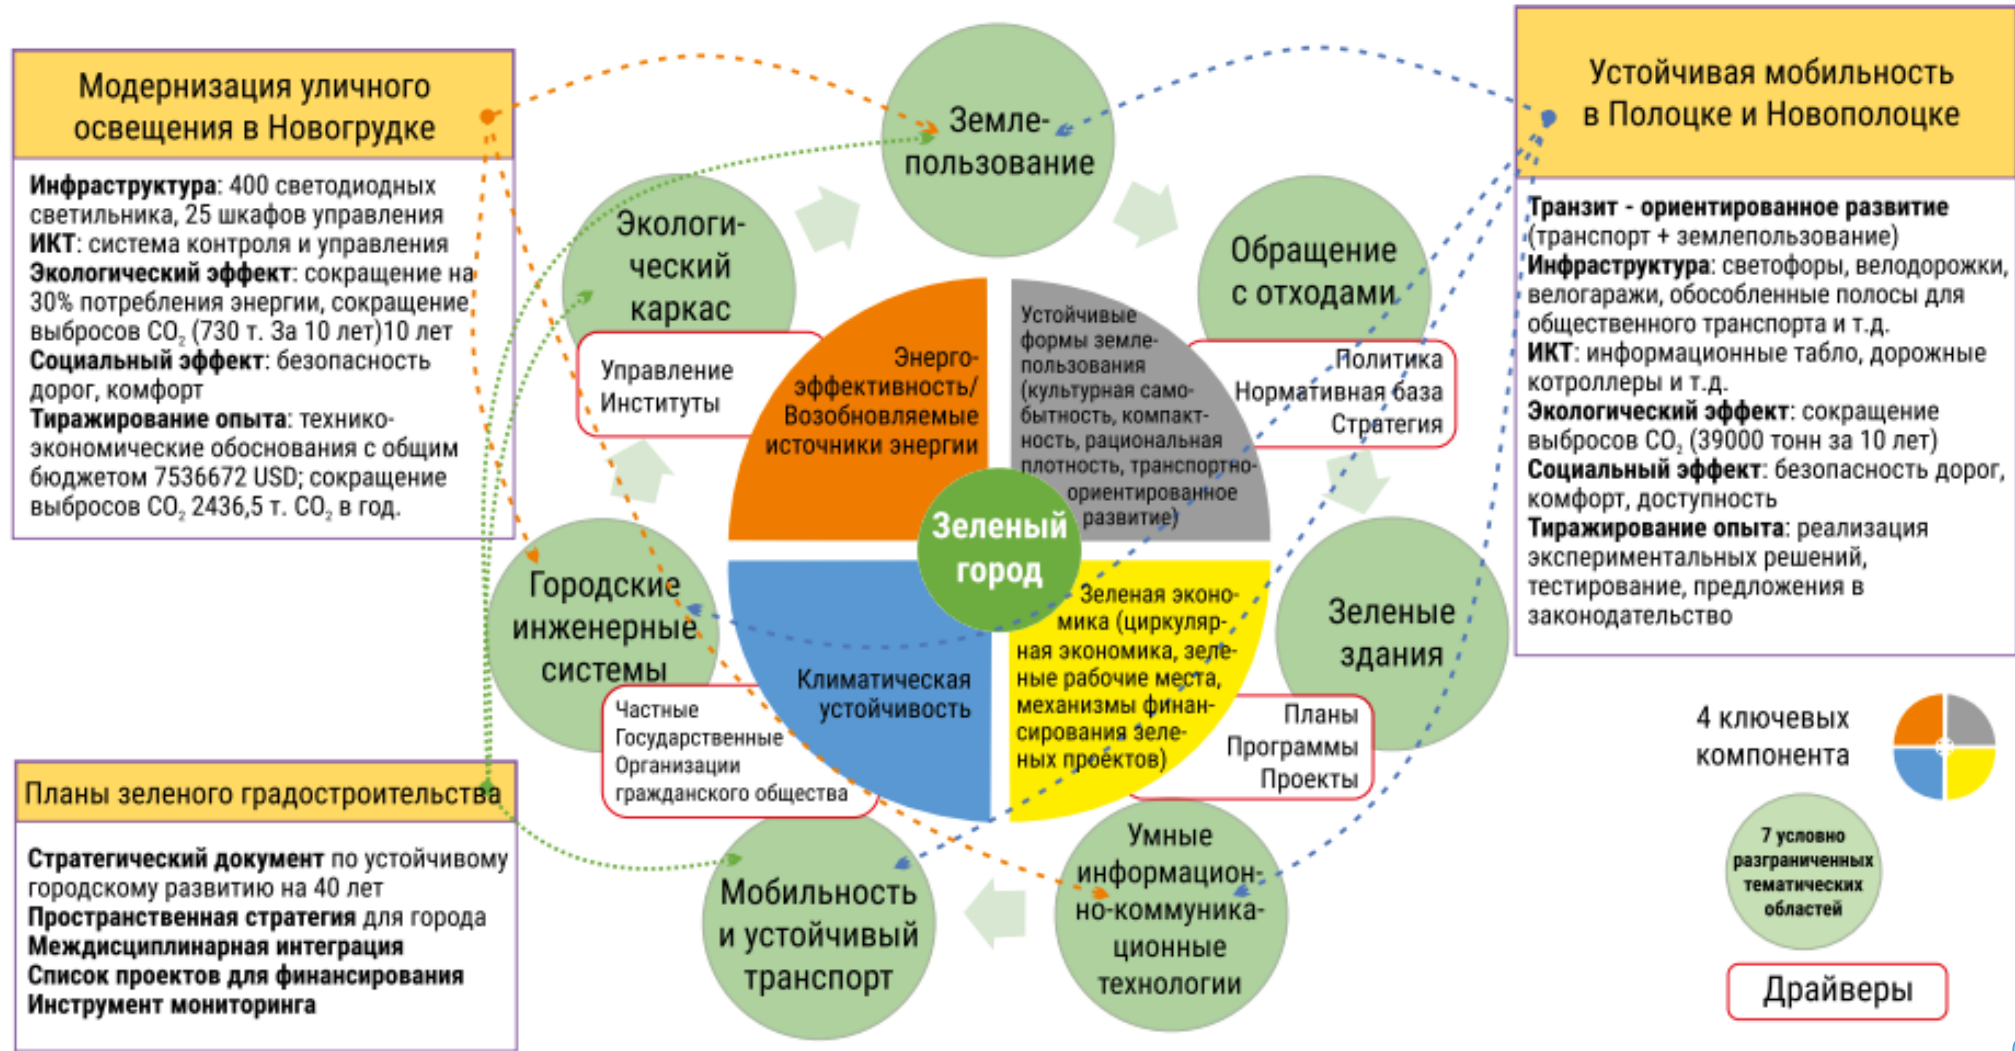 Модернизация уличного
освещения в Новогрудке
Инфраструктура: 400 светодиодных
светильника, 25 шкафов управления
ИКТ: система контроля и управления
Экологический эффект: сокращение на
30% потребления энергии, сокращение
выбросов CO₂ (730 т. За 10 лет)10 лет
Социальный эффект: безопасность
дорог, комфорт
Тиражирование опыта: технико-
экономические обоснования с общим
бюджетом 7536672 USD; сокращение
выбросов CO₂ 2436,5 т. CO₂ в год.
Планы зеленого градостроительства
Стратегический документ по устойчивому
городскому развитию на 40 лет
Пространственная стратегия для города
Междисциплинарная интеграция
Список проектов для финансирования
Инструмент мониторинга
Земле-
пользование
Обращение
с отходами
Политика
Нормативная база
Стратегия
Зеленые
здания
Планы
Программы
Проекты
Умные
информацион-
но-коммуника-
ционные
технологии
Мобильность
и устойчивый
транспорт
Частные
Государственные
Организации
гражданского общества
Городские
инженерные
системы
Экологи-
ческий
каркас
Управление
Институты
Энерго-
эффективность/
Возобновляемые
источники энергии
Устойчивые
формы земле-
пользования
(культурная само-
бытность, компакт-
ность, рациональная
плотность, транспортно-
ориентированное
развитие)
Зеленый
город
Климатическая
устойчивость
Зеленая эконо-
мика (циркуляр-
ная экономика, зеле-
ные рабочие места,
механизмы финан-
сирования зеле-
ных проектов)
Устойчивая мобильность
в Полоцке и Новополоцке
Транзит - ориентированное развитие
(транспорт + землепользование)
Инфраструктура: светофоры, велодорожки,
велогаражи, обособленные полосы для
общественного транспорта и т.д.
ИКТ: информационные табло, дорожные
котроллеры и т.д.
Экологический эффект: сокращение
выбросов CO₂ (39000 тонн за 10 лет)
Социальный эффект: безопасность дорог,
комфорт, доступность
Тиражирование опыта: реализация
экспериментальных решений,
тестирование, предложения в
законодательство
4 ключевых
компонента
7 условно
разграниченных
тематических
областей
Драйверы